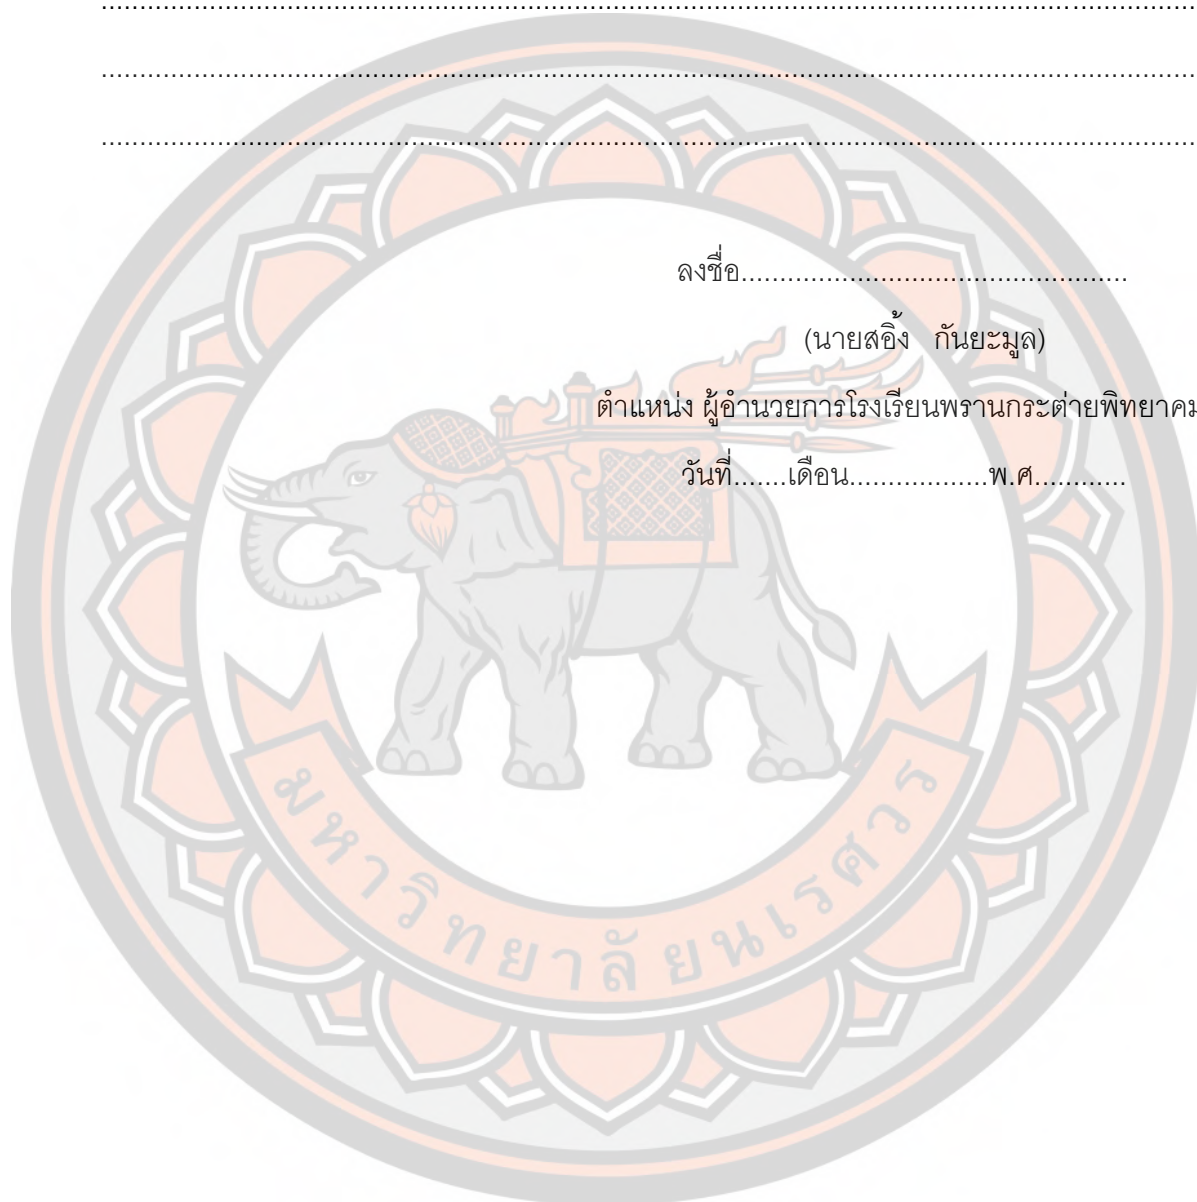 ................................................................................................................................
................................................................................................................................
................................................................................................................................
ลงชื่อ.................................................
(นายสอิ้ง กันยะมูล)
ตำแหน่ง ผู้อำนวยการโรงเรียนพรานกระต่ายพิทยาคม
วันที่.......เดือน..................พ.ศ............
มหาวิทยาลัยนเรศวร